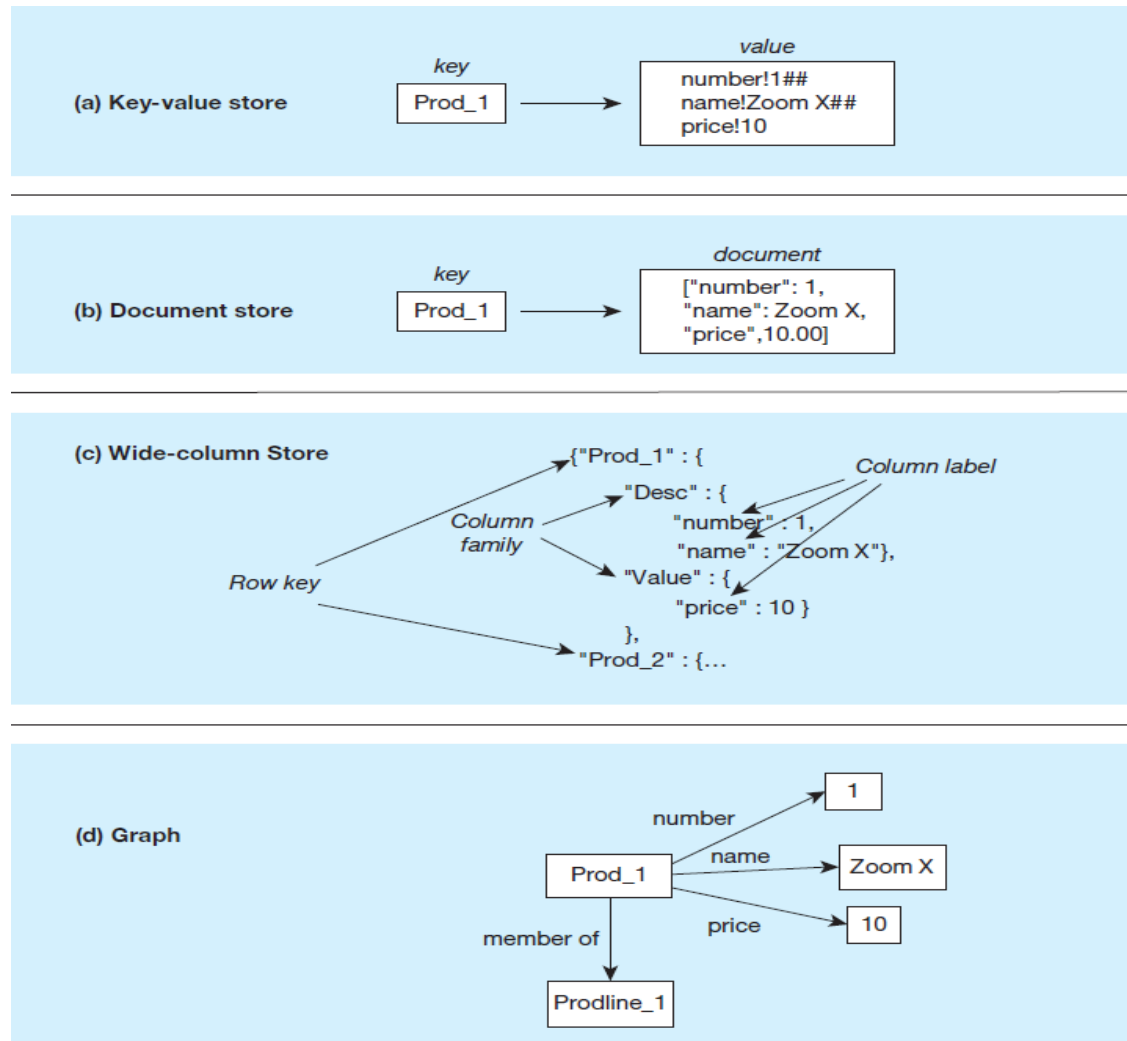 value
key
(a) Key-value store
Prod_1
number!1##
name!Zoom X##
price!10
document
key
(b) Document store
Prod_1
["number": 1,
"name": Zoom X,
"price",10.00]
(c) Wide-column Store
{"Prod_1" : {
Column label
"Desc" : {
Column
family
"number" : 1,
"name" : "Zoom X"},
Row key
"Value" : {
"price" : 10 }
},
"Prod_2" : {...
(d) Graph
1
number
name
Zoom X
Prod_1
price
10
member of
Prodline_1